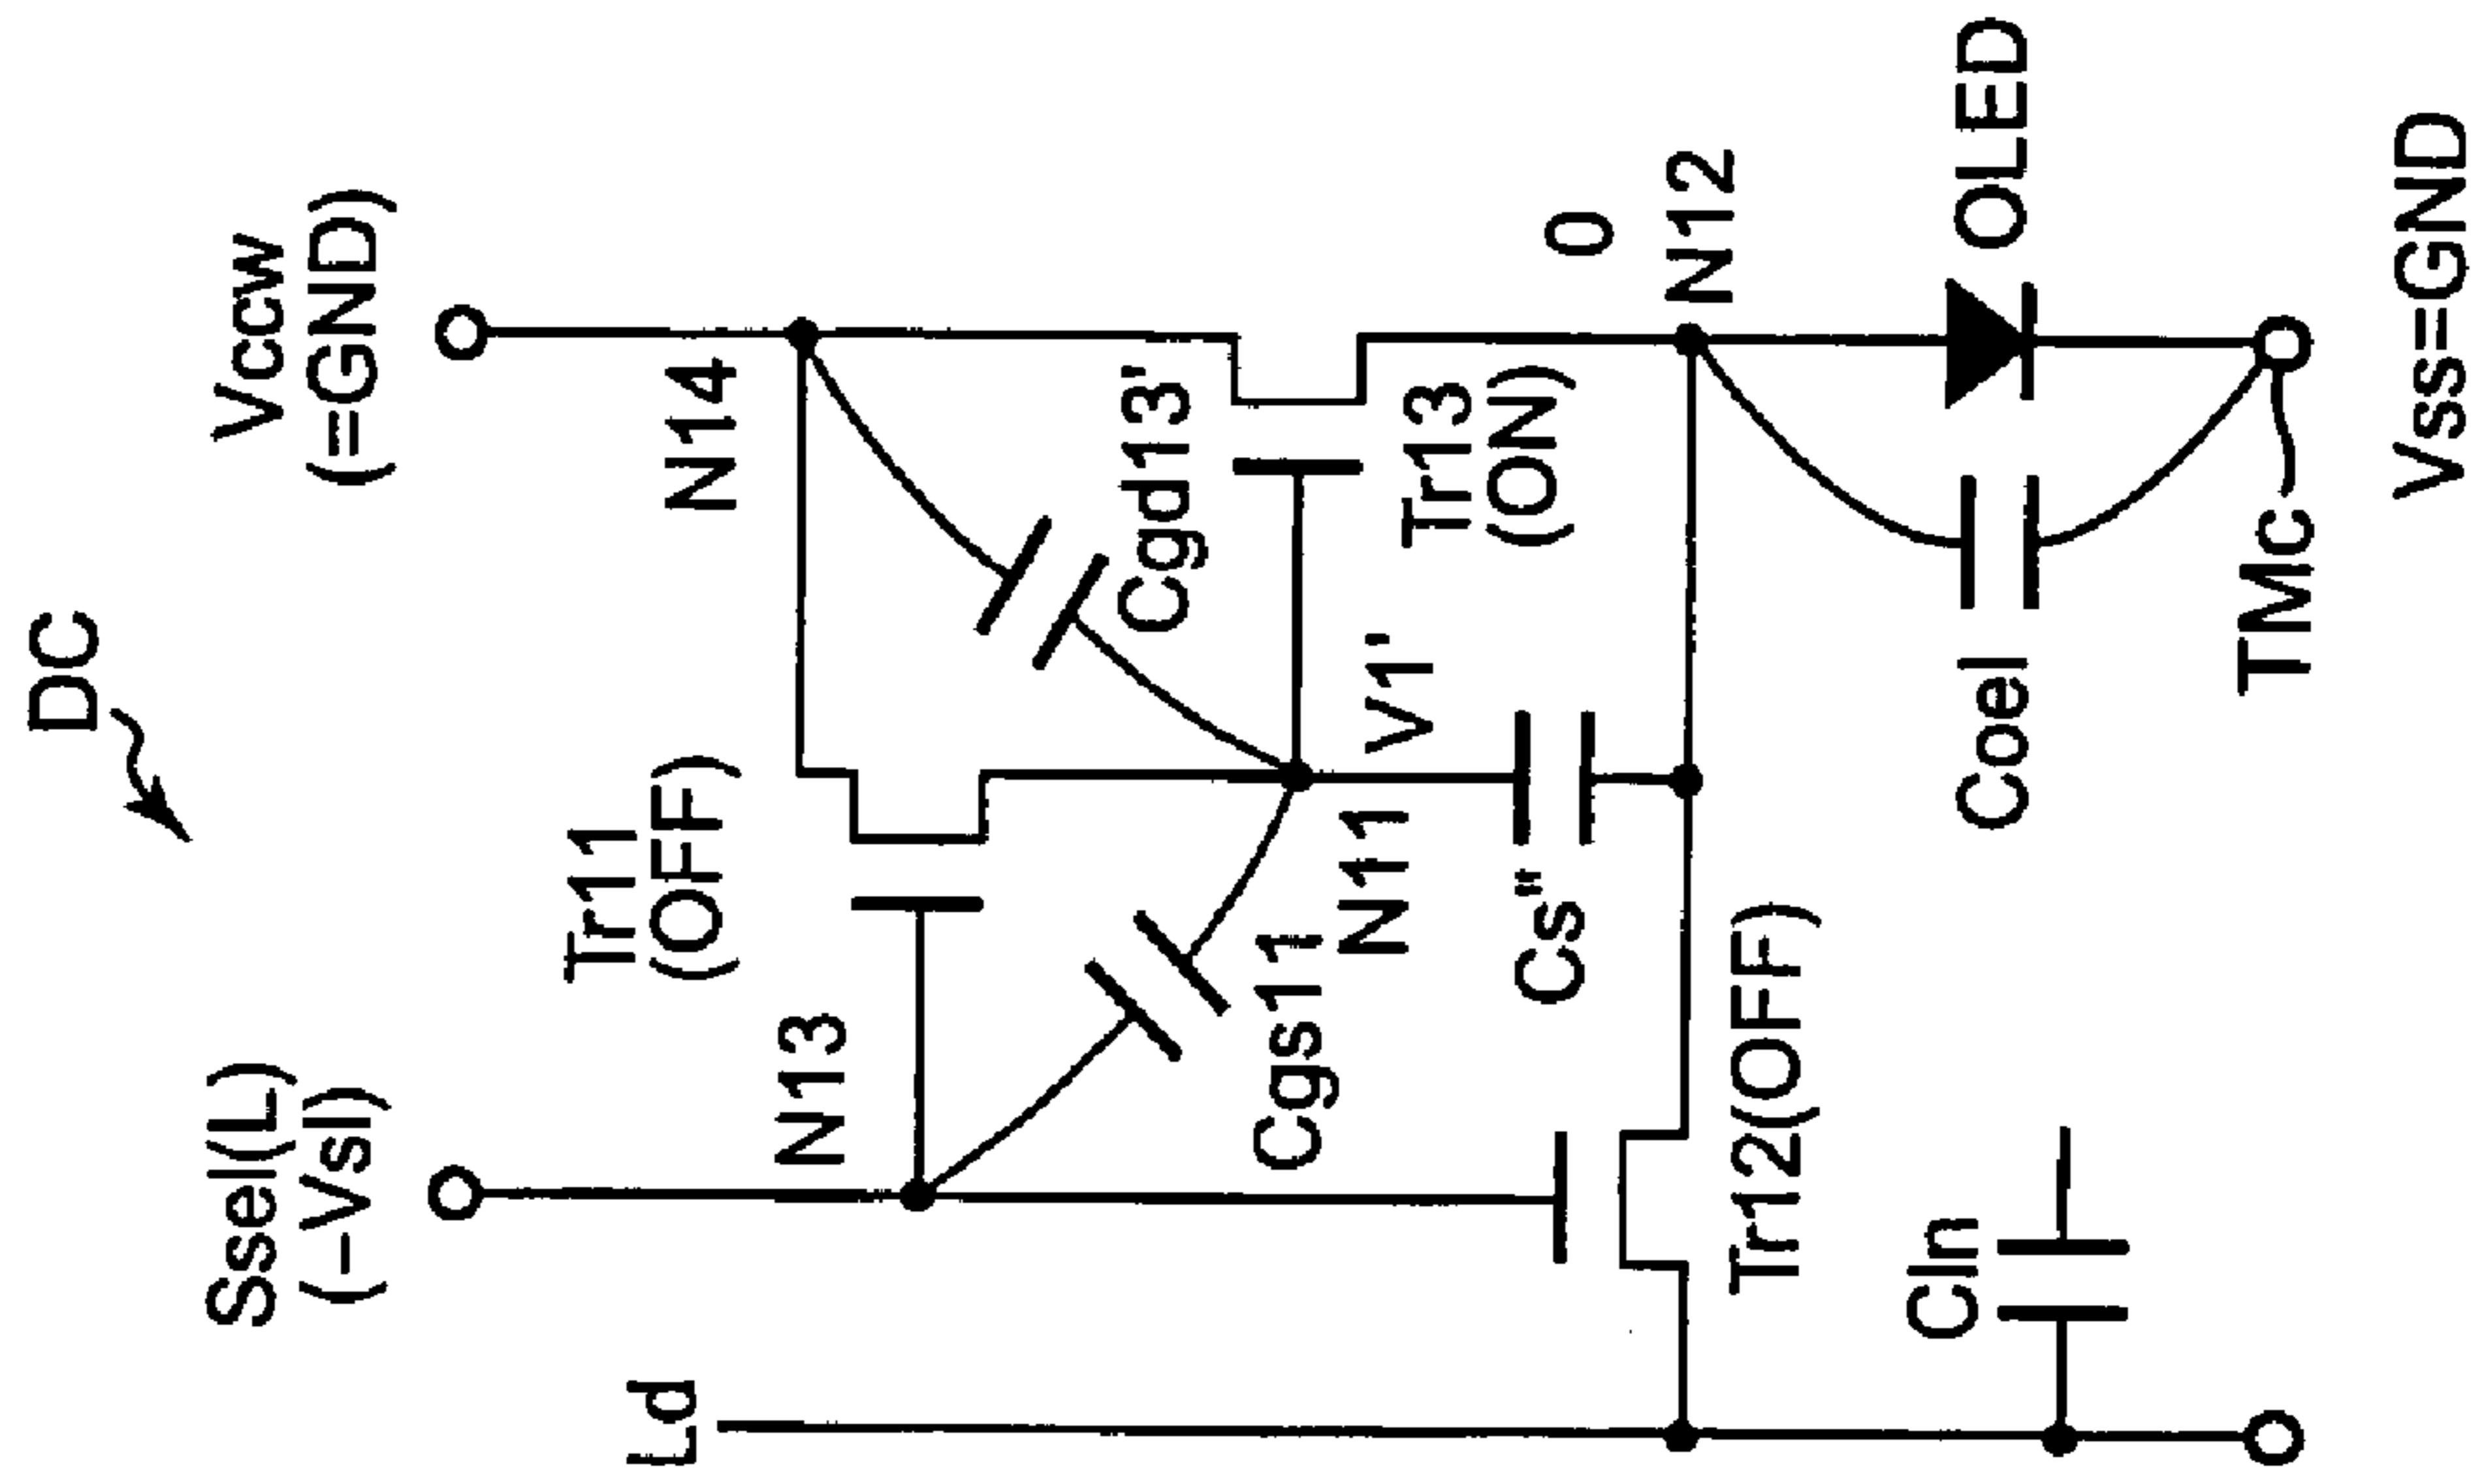 DC
Ssel(L)
(−Vsl)
Vccw
(=GND)
Ld
N13
Tr11
(OFF)
N14
Cgs11
N11
V1'
Cgd13'
Tr13
(ON)
Cs"
0
N12
Tr12(OFF)
Cln
Coel
OLED
TMc
Vss=GND